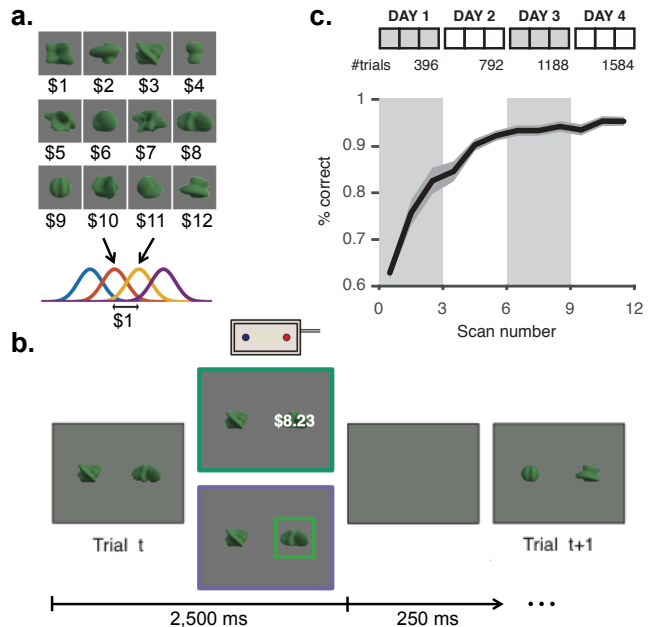 a.
$1 $2 $3 $4
$5 $6 $7 $8
$9 $10 $11 $12
$1
c.
DAY 1 DAY 2 DAY 3 DAY 4
#trials 396 792 1188 1584
% correct
1
0.9
0.8
0.7
0.6
0 3 6 9 12
Scan number
b.
$8.23
Trial t
Trial t+1
2,500 ms 250 ms ...